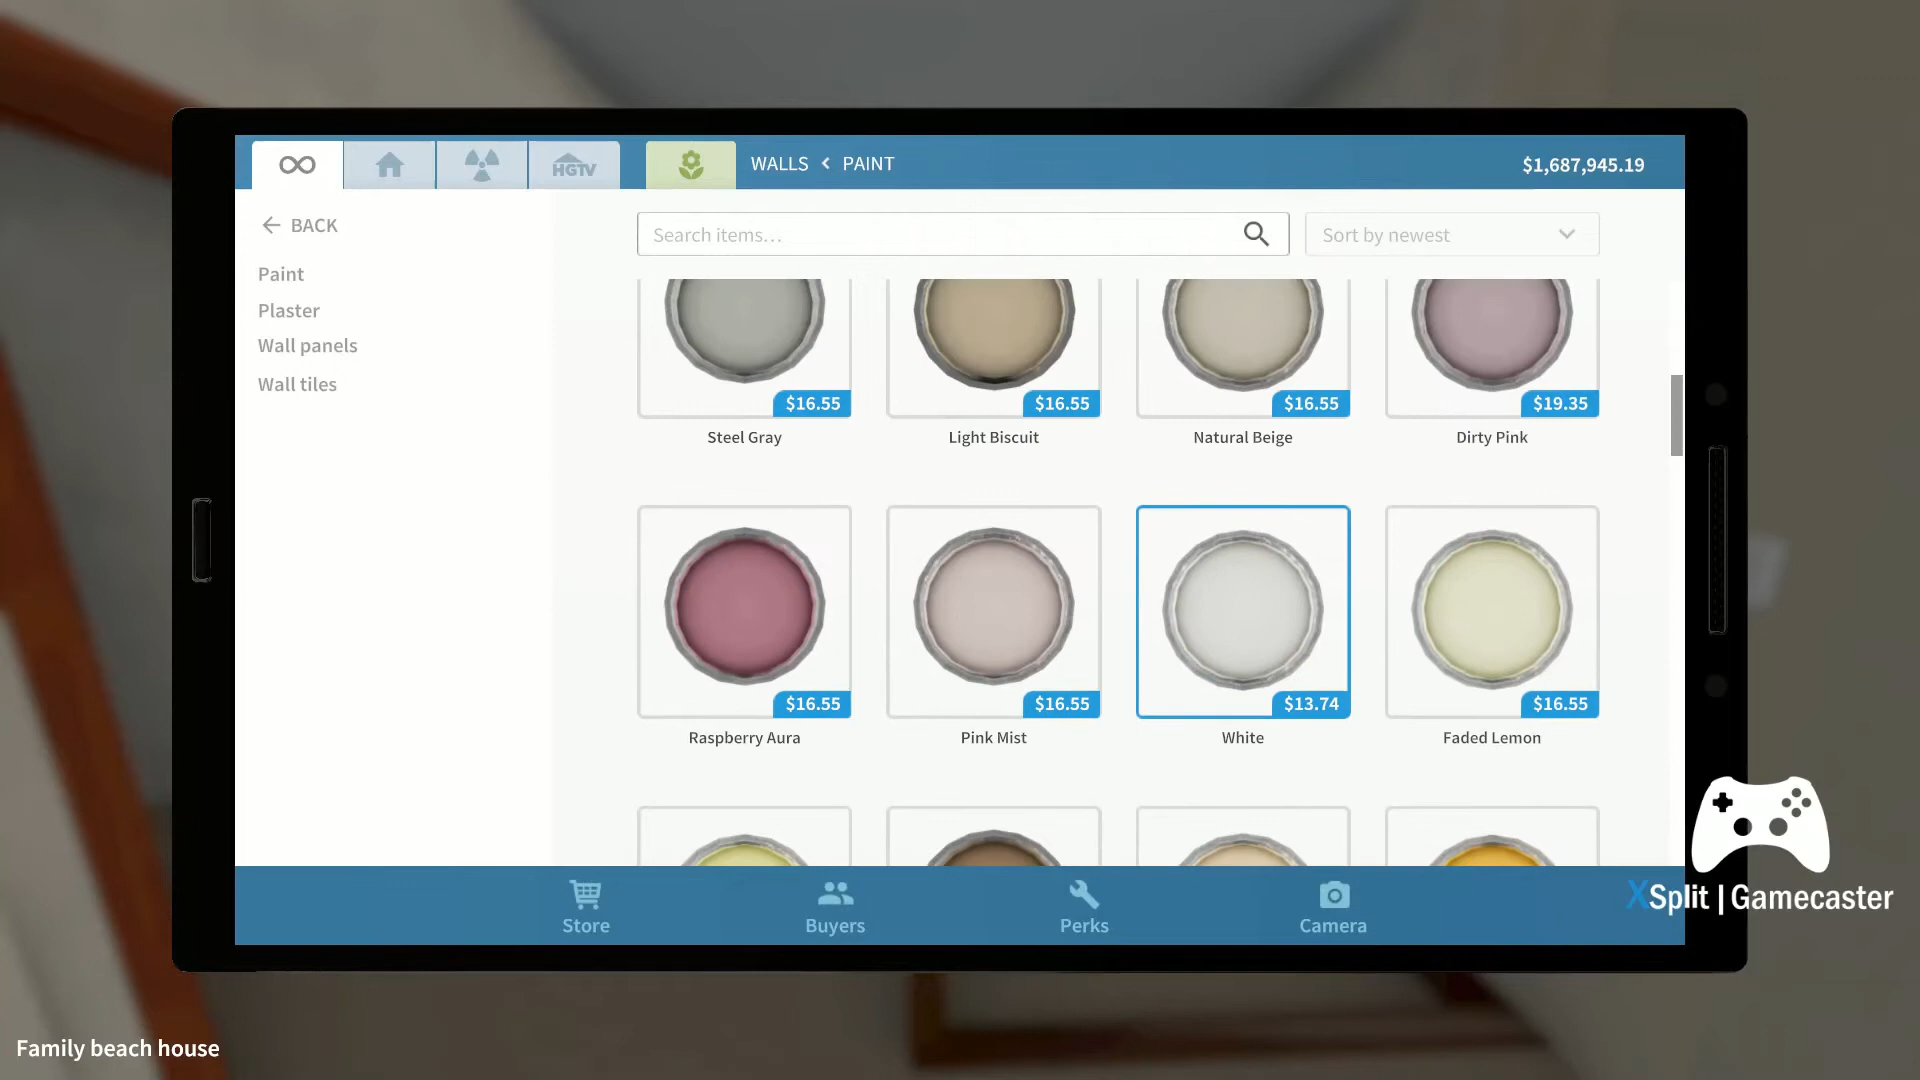 HGTV
WALLS < PAINT
$1,687,945.19
BACK
Search items...
Sort by newest
Paint
Plaster
Wall panels
Wall tiles
$16.55
$16.55
$16.55
$19.35
Steel Gray
Light Biscuit
Natural Beige
Dirty Pink
$16.55
$16.55
$13.74
$16.55
Raspberry Aura
Pink Mist
White
Faded Lemon
XSplit | Gamecaster
Store
Buyers
Perks
Camera
Family beach house